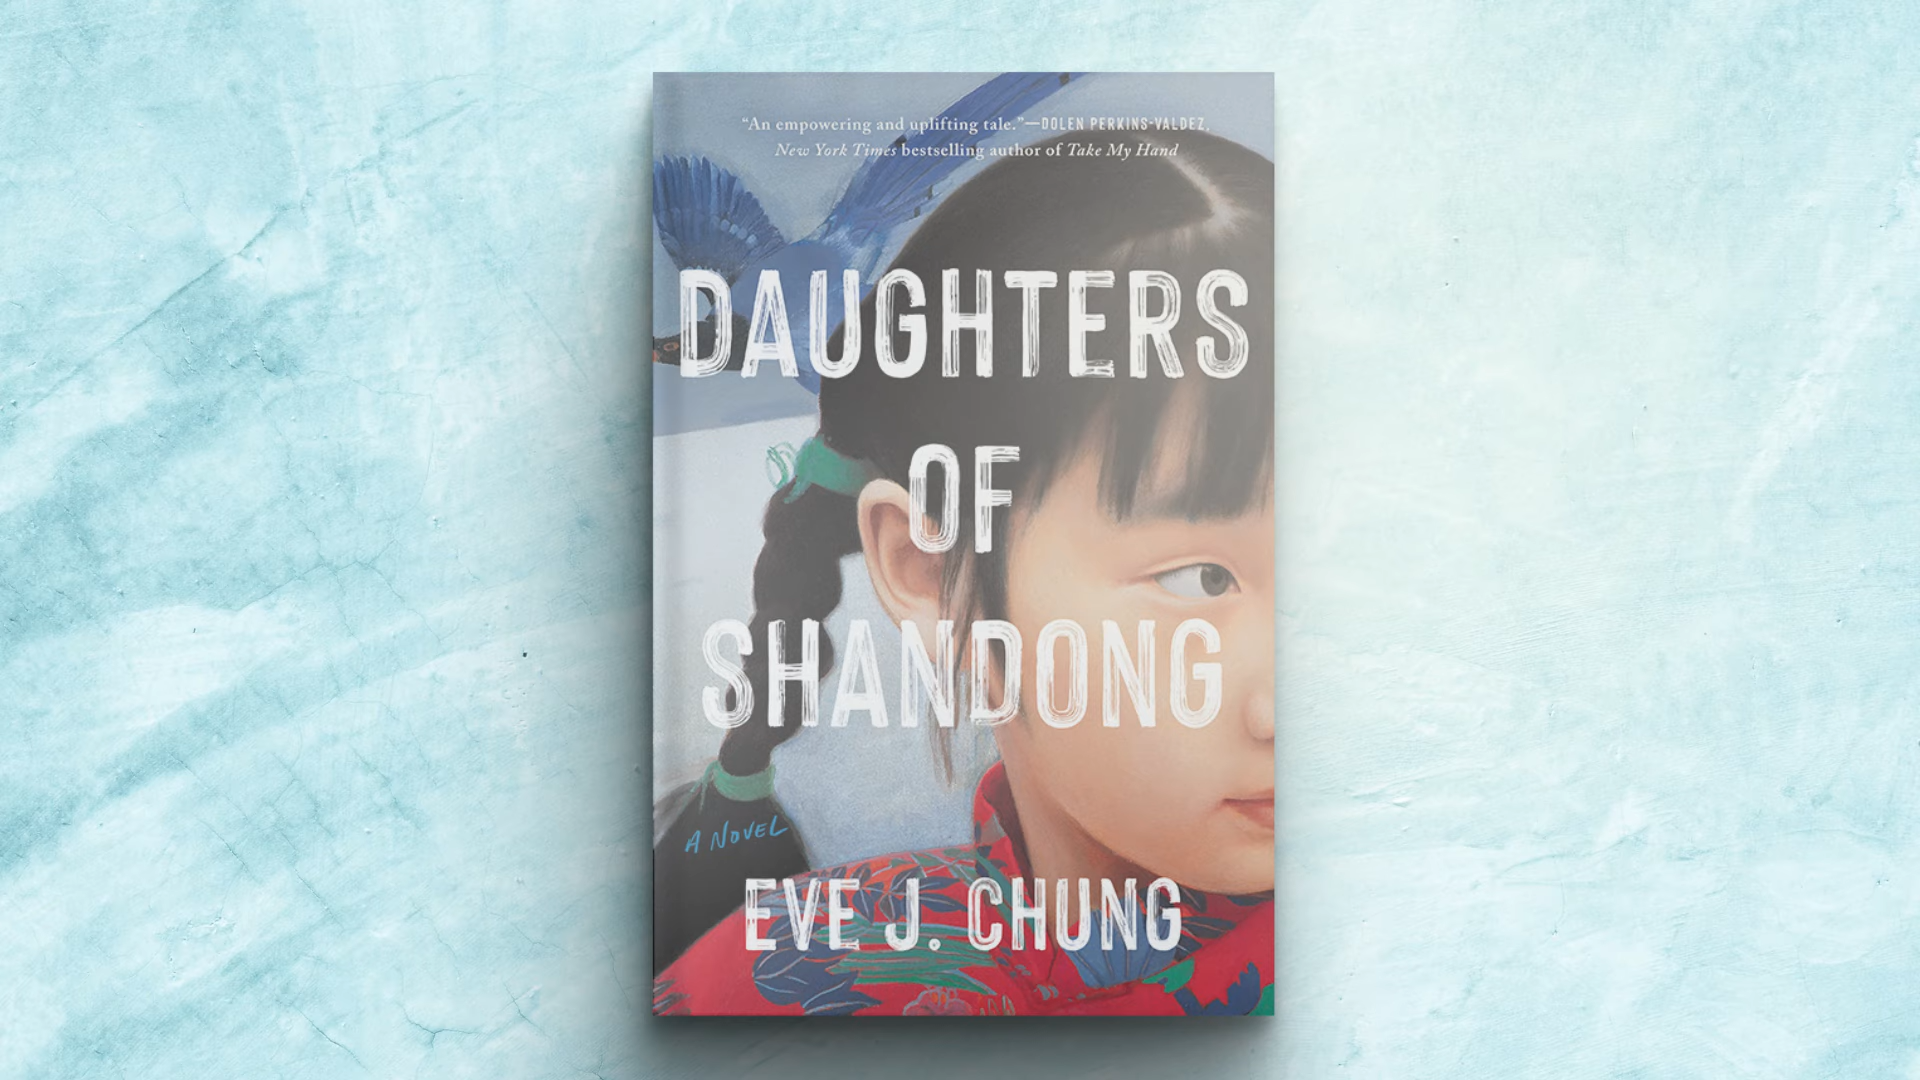 “An empowering and uplifting tale.”—DOLEN PERKINS-VALDEZ,
New York Times bestselling author of Take My Hand
DAUGHTERS
OF
SHANDONG
A NOVEL
EVE J. CHUNG